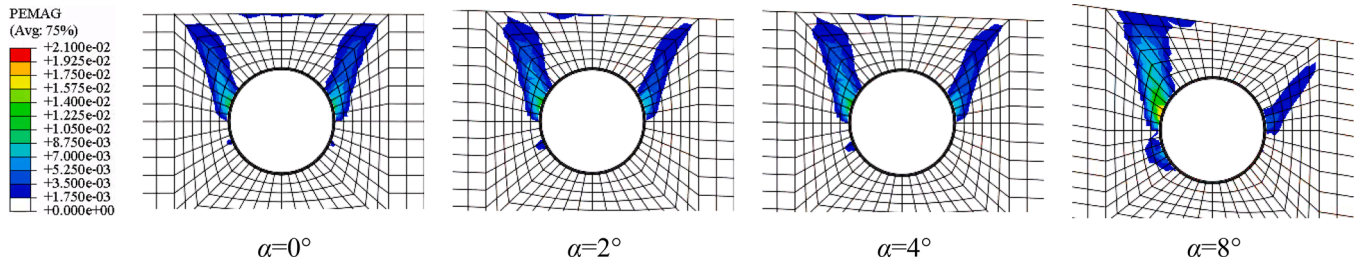 PEMAG
(Avg: 75%)
+2.100e-02
+1.925e-02
+1.750e-02
+1.575e-02
+1.400e-02
+1.225e-02
+1.050e-02
+8.750e-03
+7.000e-03
+5.250e-03
+3.500e-03
+1.750e-03
+0.000e+00
α=0°
α=2°
α=4°
α=8°